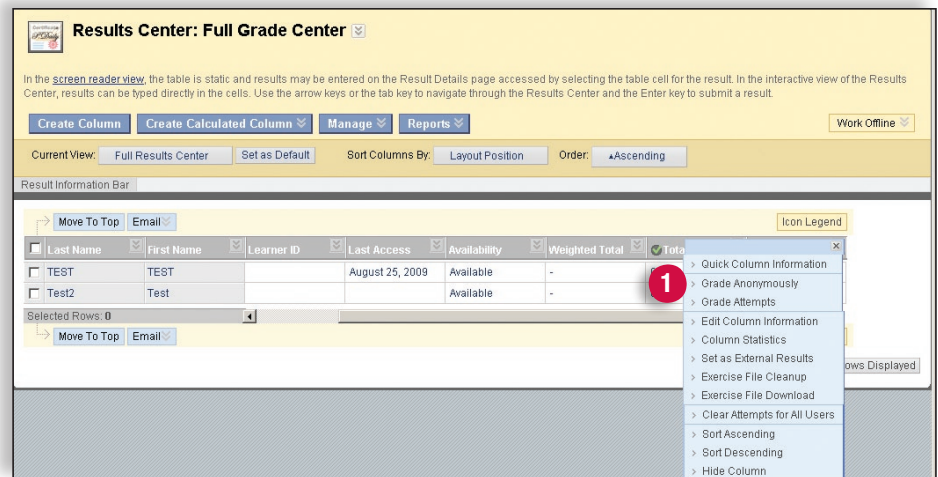 Results Center: Full Grade Center
In the screen reader view, the table is static and results may be entered on the Result Details page accessed by selecting the table cell for the result. In the interactive view of the Results
Center, results can be typed directly in the cells. Use the arrow keys or the tab key to navigate through the Results Center and the Enter key to submit a result.
Create Column Create Calculated Column Manage Reports Work Offline
Current View: Full Results Center Set as Default Sort Columns By: Layout Position Order: Ascending
Result Information Bar
Move To Top Email Icon Legend
Last Name First Name Learner ID Last Access Availability Weighted Total Tota
TEST TEST August 25, 2009 Available -
Test2 Test Available -
Selected Rows: 0
Move To Top Email
ows Displayed
1
Quick Column Information
Grade Anonymously
Grade Attempts
Edit Column Information
Column Statistics
Set as External Results
Exercise File Cleanup
Exercise File Download
Clear Attempts for All Users
Sort Ascending
Sort Descending
Hide Column